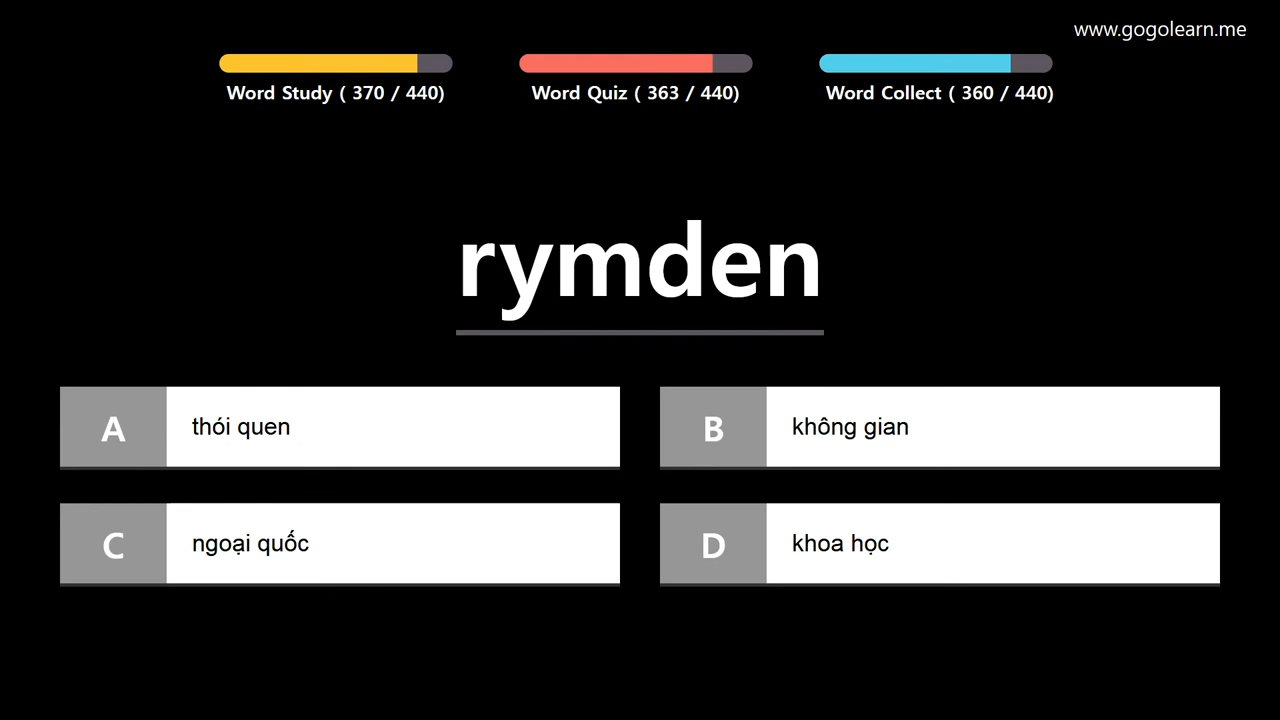 www.gogolearn.me
Word Study ( 370 / 440)
Word Quiz ( 363 / 440)
Word Collect ( 360 / 440)
rymden
A thói quen
B không gian
C ngoại quốc
D khoa học